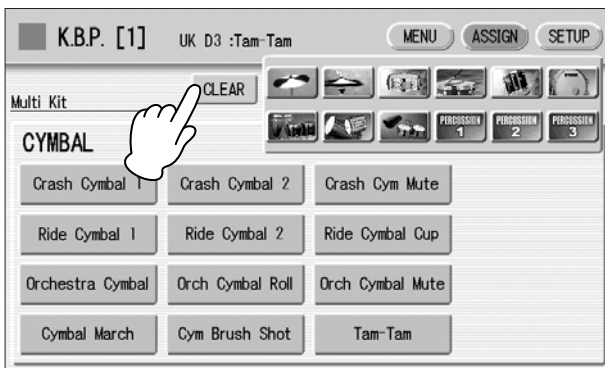 K.B.P. [1] UK D3 :Tam-Tam MENU ASSIGN SETUP
CLEAR
Multi Kit
PERCUSSION 1 PERCUSSION 2 PERCUSSION 3
CYMBAL
Crash Cymbal 1 Crash Cymbal 2 Crash Cym Mute
Ride Cymbal 1 Ride Cymbal 2 Ride Cymbal Cup
Orchestra Cymbal Orch Cymbal Roll Orch Cymbal Mute
Cymbal March Cym Brush Shot Tam-Tam